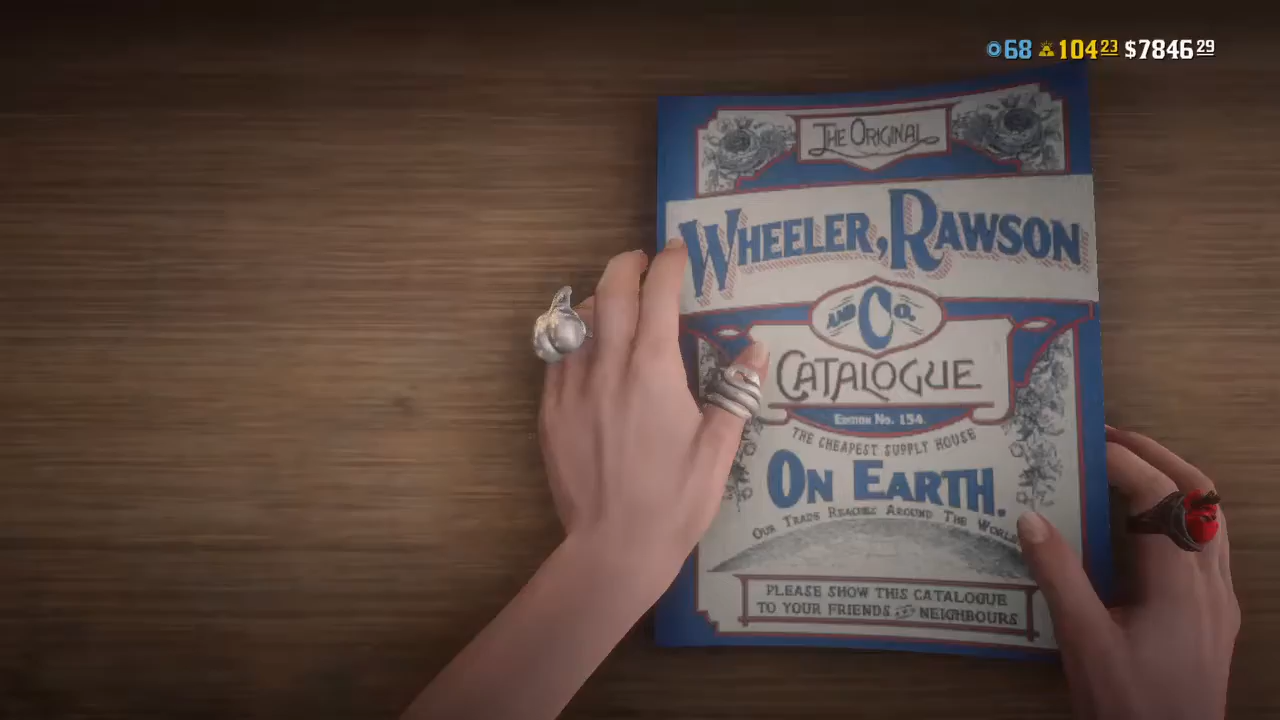 68 104 23 $7846 29
THE ORIGINAL
WHEELER, RAWSON
AND CO.
CATALOGUE
EDITION NO. 154.
THE CHEAPEST SUPPLY HOUSE
ON EARTH.
OUR TRADE REACHES AROUND THE WORLD
PLEASE SHOW THIS CATALOGUE
TO YOUR FRIENDS AND NEIGHBOURS